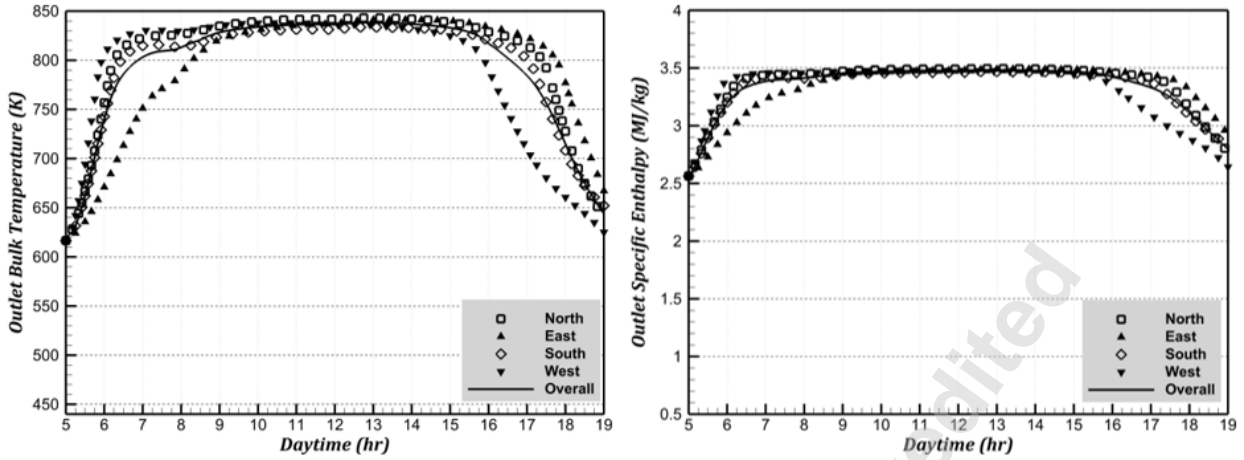 850
800
750
700
650
600
550
500
450
Outlet Bulk Temperature (K)
5 6 7 8 9 10 11 12 13 14 15 16 17 18 19
Daytime (hr)
North
East
South
West
Overall
4
3.5
3
2.5
2
1.5
1
0.5
Outlet Specific Enthalpy (MJ/kg)
5 6 7 8 9 10 11 12 13 14 15 16 17 18 19
Daytime (hr)
North
East
South
West
Overall